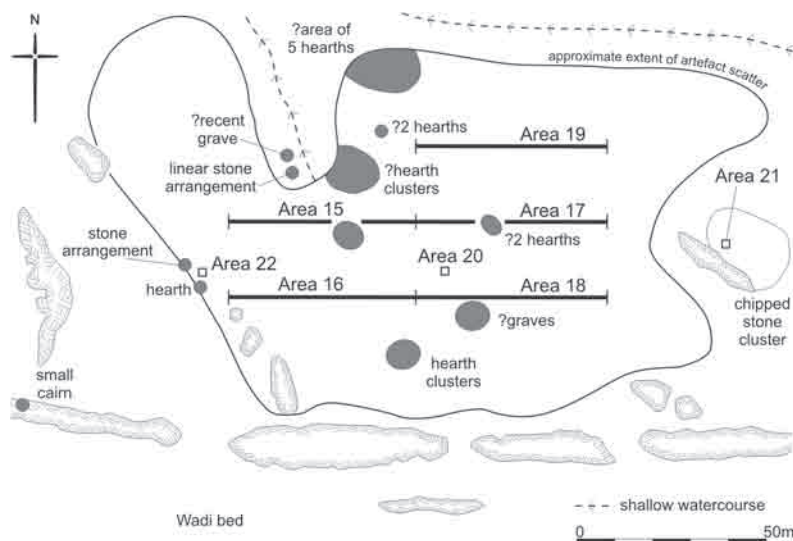 N
?area of
5 hearths
approximate extent of artefact scatter
?recent
grave
?2 hearths
Area 19
linear stone
arrangement
?hearth
clusters
Area 21
stone
arrangement
Area 15
Area 17
?2 hearths
Area 22
Area 20
hearth
Area 16
Area 18
chipped
stone
cluster
?graves
hearth
clusters
small
cairn
Wadi bed
shallow watercourse
0
50m